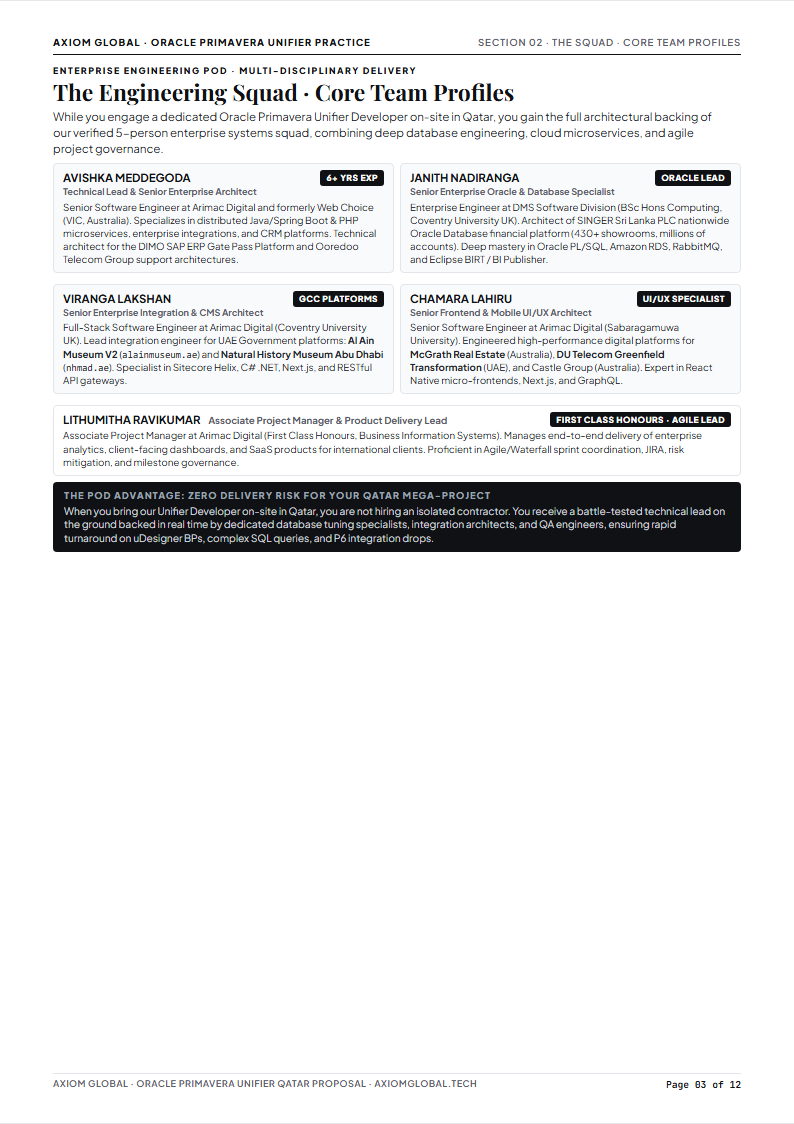 AXIOM GLOBAL · ORACLE PRIMAVERA UNIFIER PRACTICE
SECTION 02 · THE SQUAD · CORE TEAM PROFILES
ENTERPRISE ENGINEERING POD · MULTI-DISCIPLINARY DELIVERY
The Engineering Squad · Core Team Profiles
While you engage a dedicated Oracle Primavera Unifier Developer on-site in Qatar, you gain the full architectural backing of
our verified 5-person enterprise systems squad, combining deep database engineering, cloud microservices, and agile
project governance.
AVISHKA MEDDEGODA
6+ YRS EXP
Technical Lead & Senior Enterprise Architect
Senior Software Engineer at Arimac Digital and formerly Web Choice
(VIC, Australia). Specializes in distributed Java/Spring Boot & PHP
microservices, enterprise integrations, and CRM platforms. Technical
architect for the DIMO SAP ERP Gate Pass Platform and Ooredoo
Telecom Group support architectures.
JANITH NADIRANGA
ORACLE LEAD
Senior Enterprise Oracle & Database Specialist
Enterprise Engineer at DMS Software Division (BSc Hons Computing,
Coventry University UK). Architect of SINGER Sri Lanka PLC nationwide
Oracle Database financial platform (430+ showrooms, millions of
accounts). Deep mastery in Oracle PL/SQL, Amazon RDS, RabbitMQ,
and Eclipse BIRT / BI Publisher.
VIRANGA LAKSHAN
GCC PLATFORMS
Senior Enterprise Integration & CMS Architect
Full-Stack Software Engineer at Arimac Digital (Coventry University
UK). Lead integration engineer for UAE Government platforms: Al Ain
Museum V2 (alainmuseum.ae) and Natural History Museum Abu Dhabi
(nhmad.ae). Specialist in Sitecore Helix, C# .NET, Next.js, and RESTful
API gateways.
CHAMARA LAHIRU
UI/UX SPECIALIST
Senior Frontend & Mobile UI/UX Architect
Senior Software Engineer at Arimac Digital (Sabaragamuwa
University). Engineered high-performance digital platforms for
McGrath Real Estate (Australia), DU Telecom Greenfield
Transformation (UAE), and Castle Group (Australia). Expert in React
Native micro-frontends, Next.js, and GraphQL.
LITHUMITHA RAVIKUMAR Associate Project Manager & Product Delivery Lead
FIRST CLASS HONOURS · AGILE LEAD
Associate Project Manager at Arimac Digital (First Class Honours, Business Information Systems). Manages end-to-end delivery of enterprise
analytics, client-facing dashboards, and SaaS products for international clients. Proficient in Agile/Waterfall sprint coordination, JIRA, risk
mitigation, and milestone governance.
THE POD ADVANTAGE: ZERO DELIVERY RISK FOR YOUR QATAR MEGA-PROJECT
When you bring our Unifier Developer on-site in Qatar, you are not hiring an isolated contractor. You receive a battle-tested technical lead on
the ground backed in real time by dedicated database tuning specialists, integration architects, and QA engineers, ensuring rapid
turnaround on uDesigner BPs, complex SQL queries, and P6 integration drops.
AXIOM GLOBAL · ORACLE PRIMAVERA UNIFIER QATAR PROPOSAL · AXIOMGLOBAL.TECH
Page 03 of 12